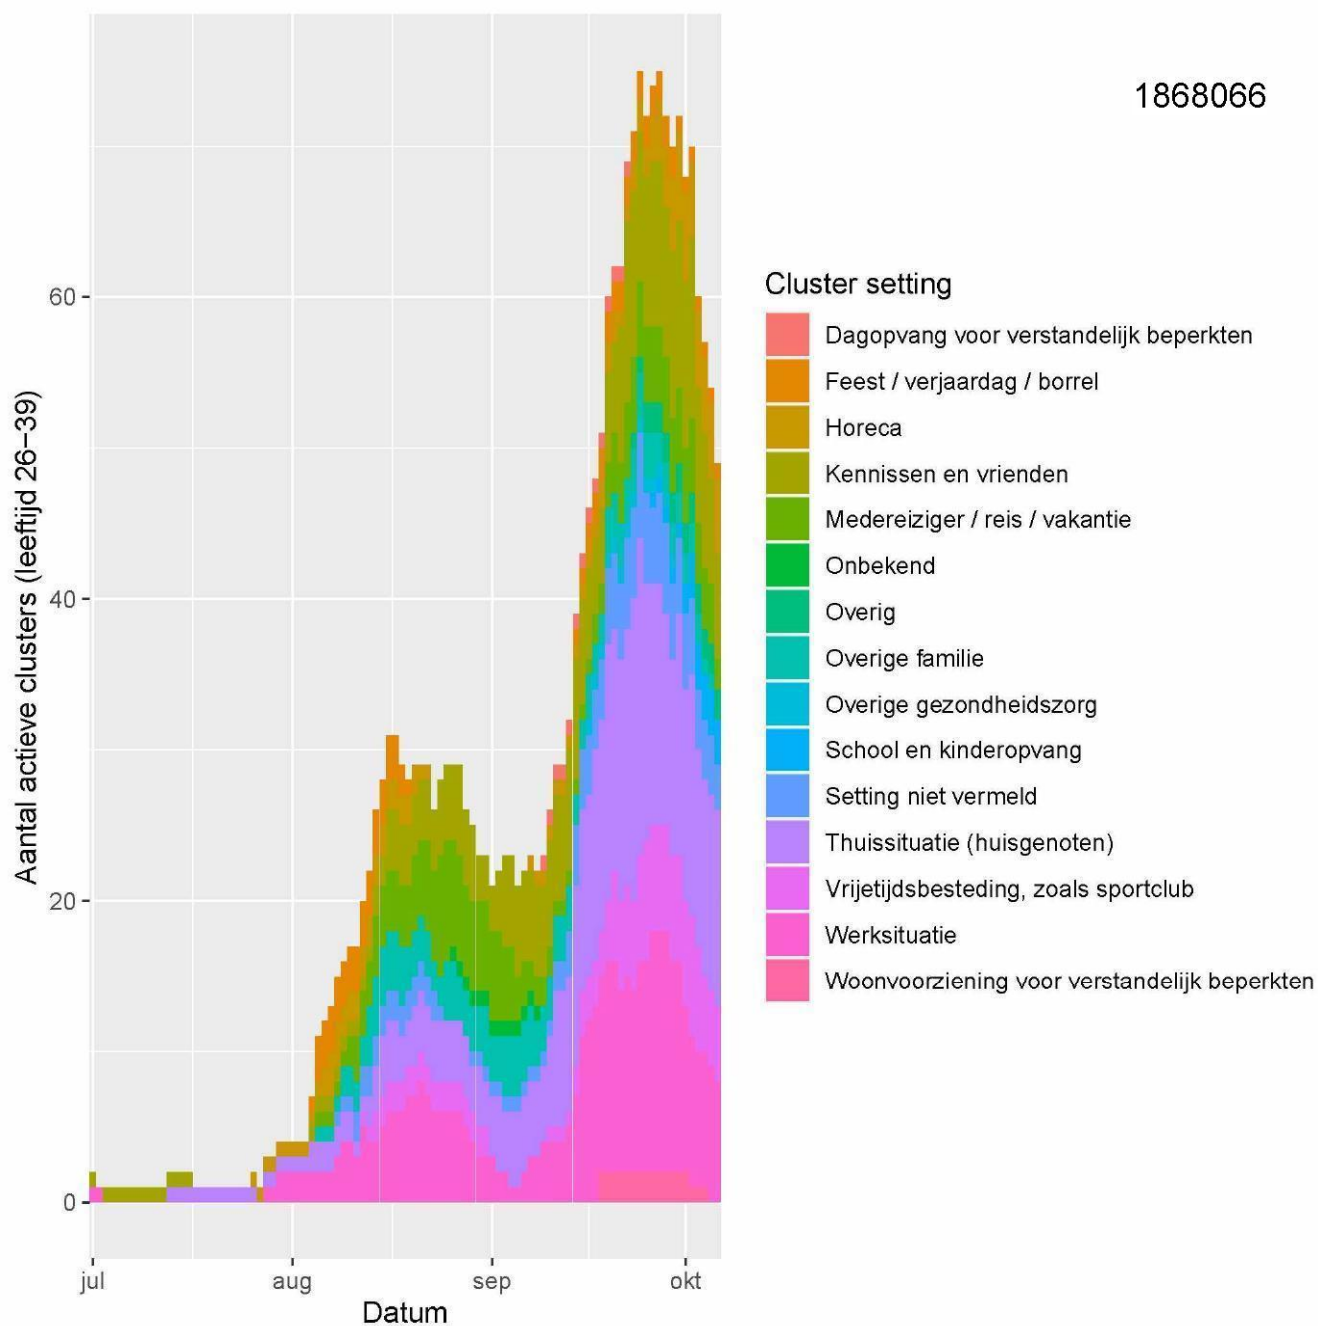 1868066
Aantal actieve clusters (leeftijd 26-39)
60
40
20
0
jul
aug
sep
okt
Datum
Cluster setting
Dagopvang voor verstandelijk beperkten
Feest / verjaardag / borrel
Horeca
Kennissen en vrienden
Medereiziger / reis / vakantie
Onbekend
Overig
Overige familie
Overige gezondheidszorg
School en kinderopvang
Setting niet vermeld
Thuissituatie (huisgenoten)
Vrijetijdsbesteding, zoals sportclub
Werksituatie
Woonvoorziening voor verstandelijk beperkten